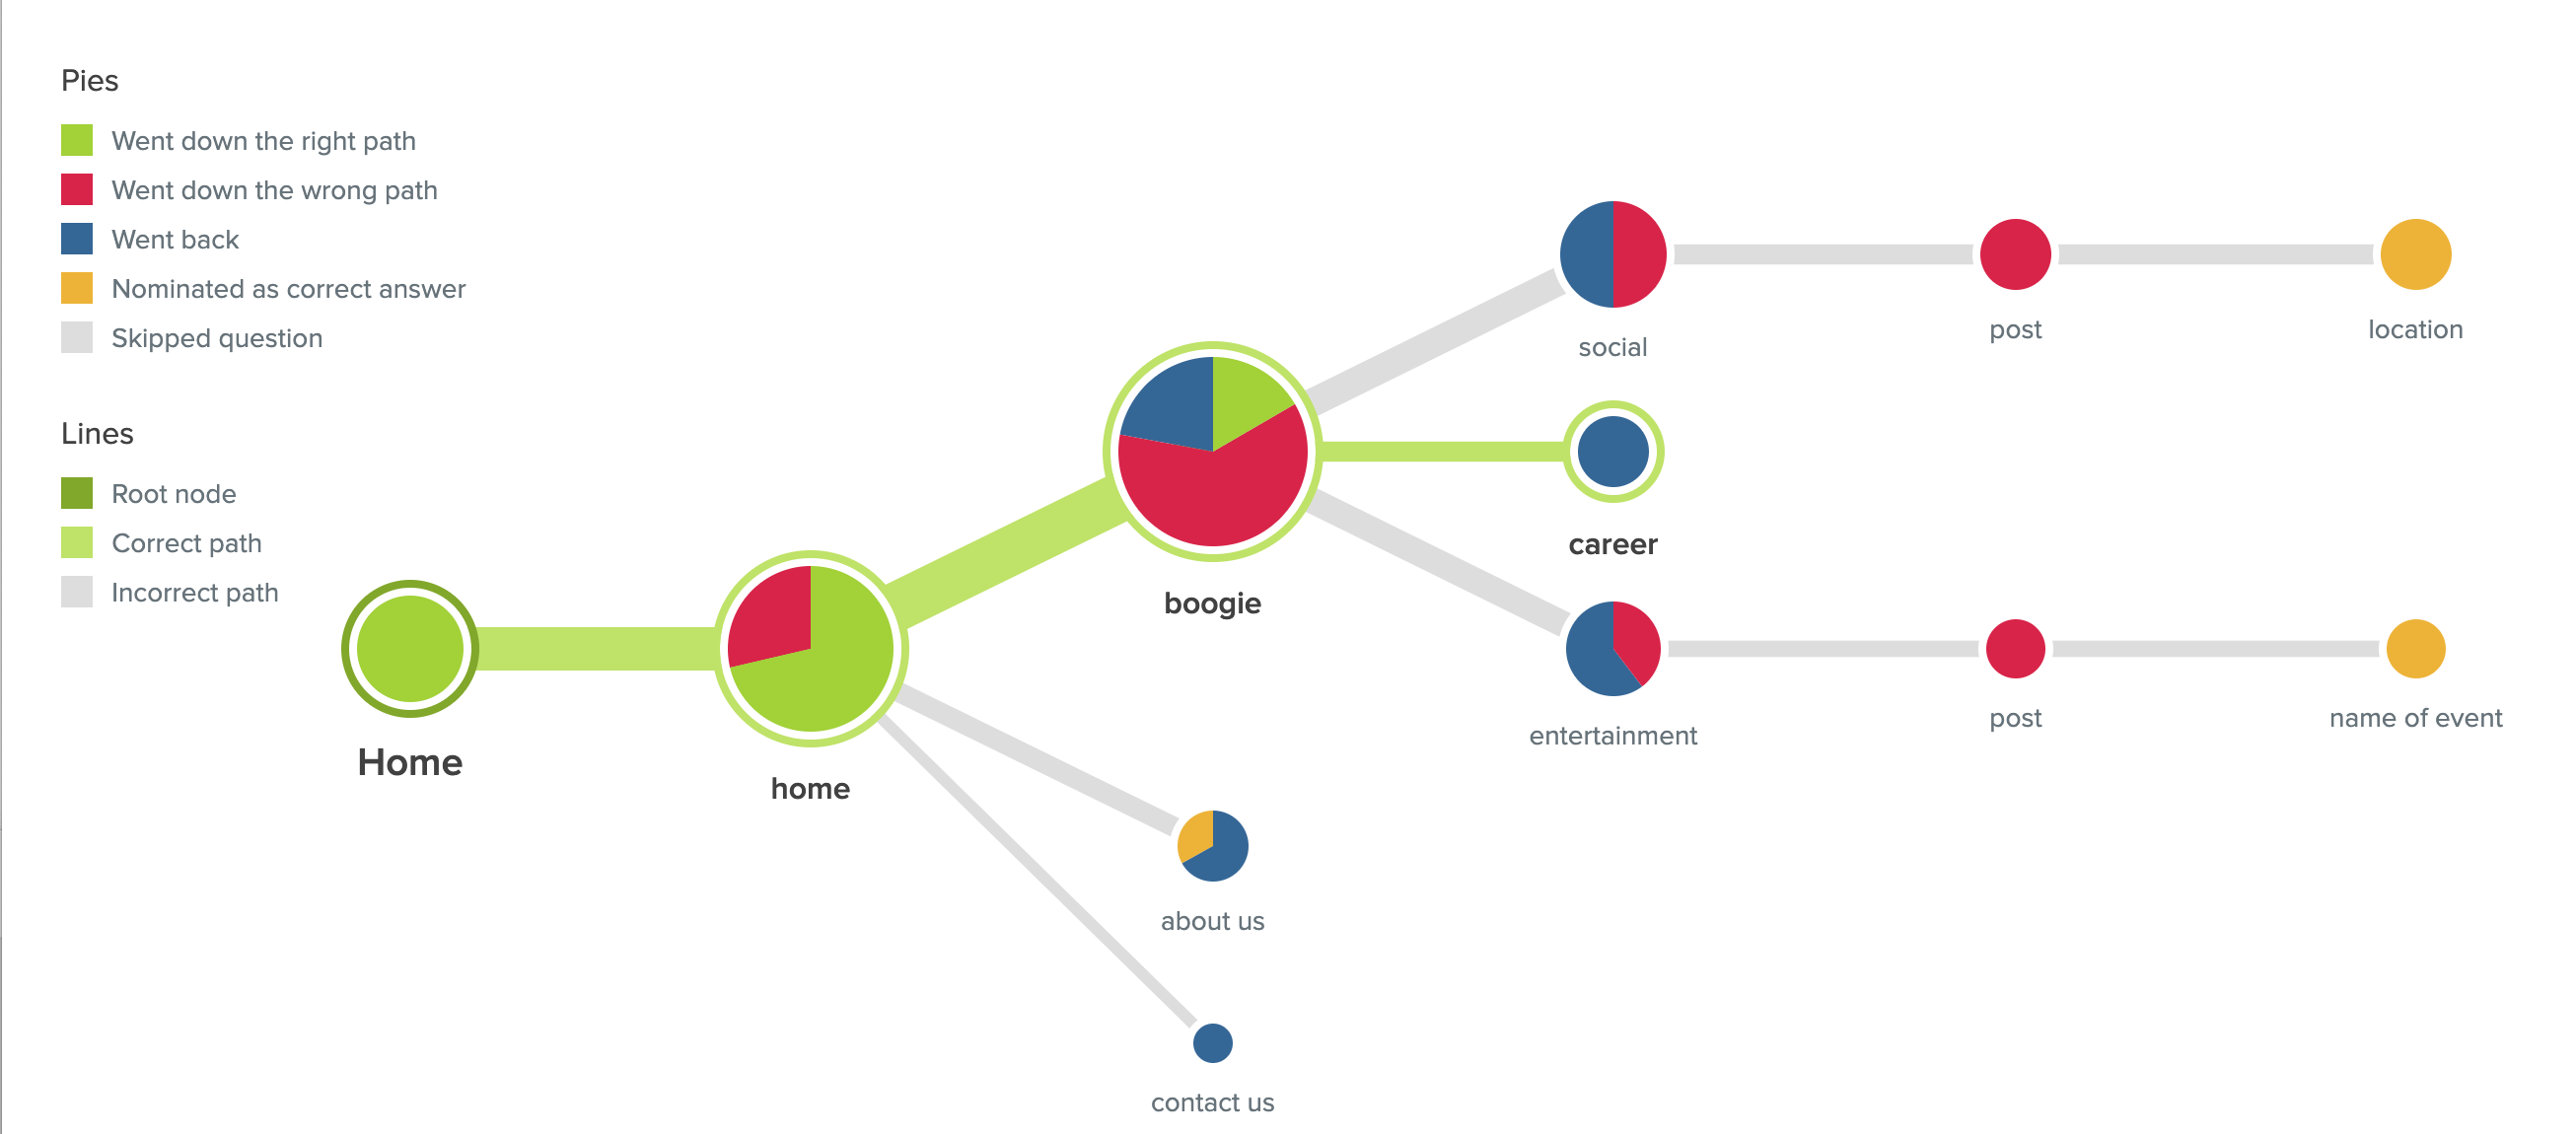 Pies
Went down the right path
Went down the wrong path
Went back
Nominated as correct answer
Skipped question
Lines
Root node
Correct path
Incorrect path
Home
home
boogie
social
post
location
career
entertainment
post
name of event
about us
contact us